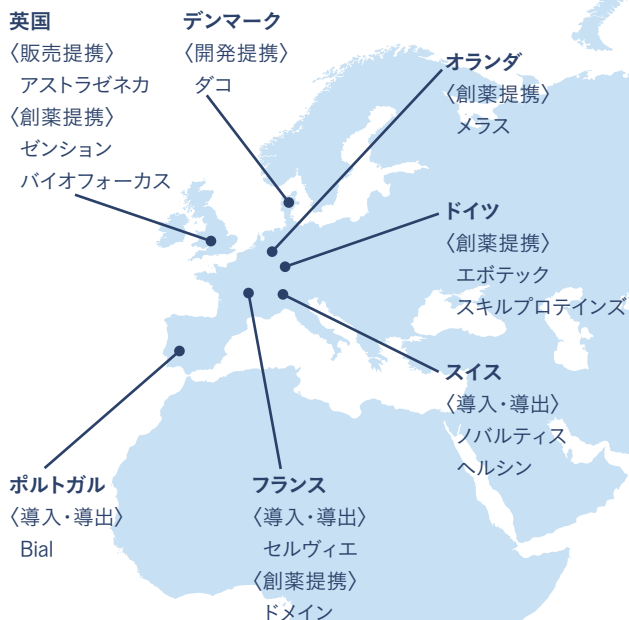 英国
〈販売提携〉
アストラゼネカ
〈創薬提携〉
ゼンション
バイオフォーカス
デンマーク
〈開発提携〉
ダコ
オランダ
〈創薬提携〉
メラス
ドイツ
〈創薬提携〉
エボテック
スキルプロテインズ
スイス
〈導入・導出〉
ノバルティス
ヘルシン
ポルトガル
〈導入・導出〉
Bial
フランス
〈導入・導出〉
セルヴィエ
〈創薬提携〉
ドメイン